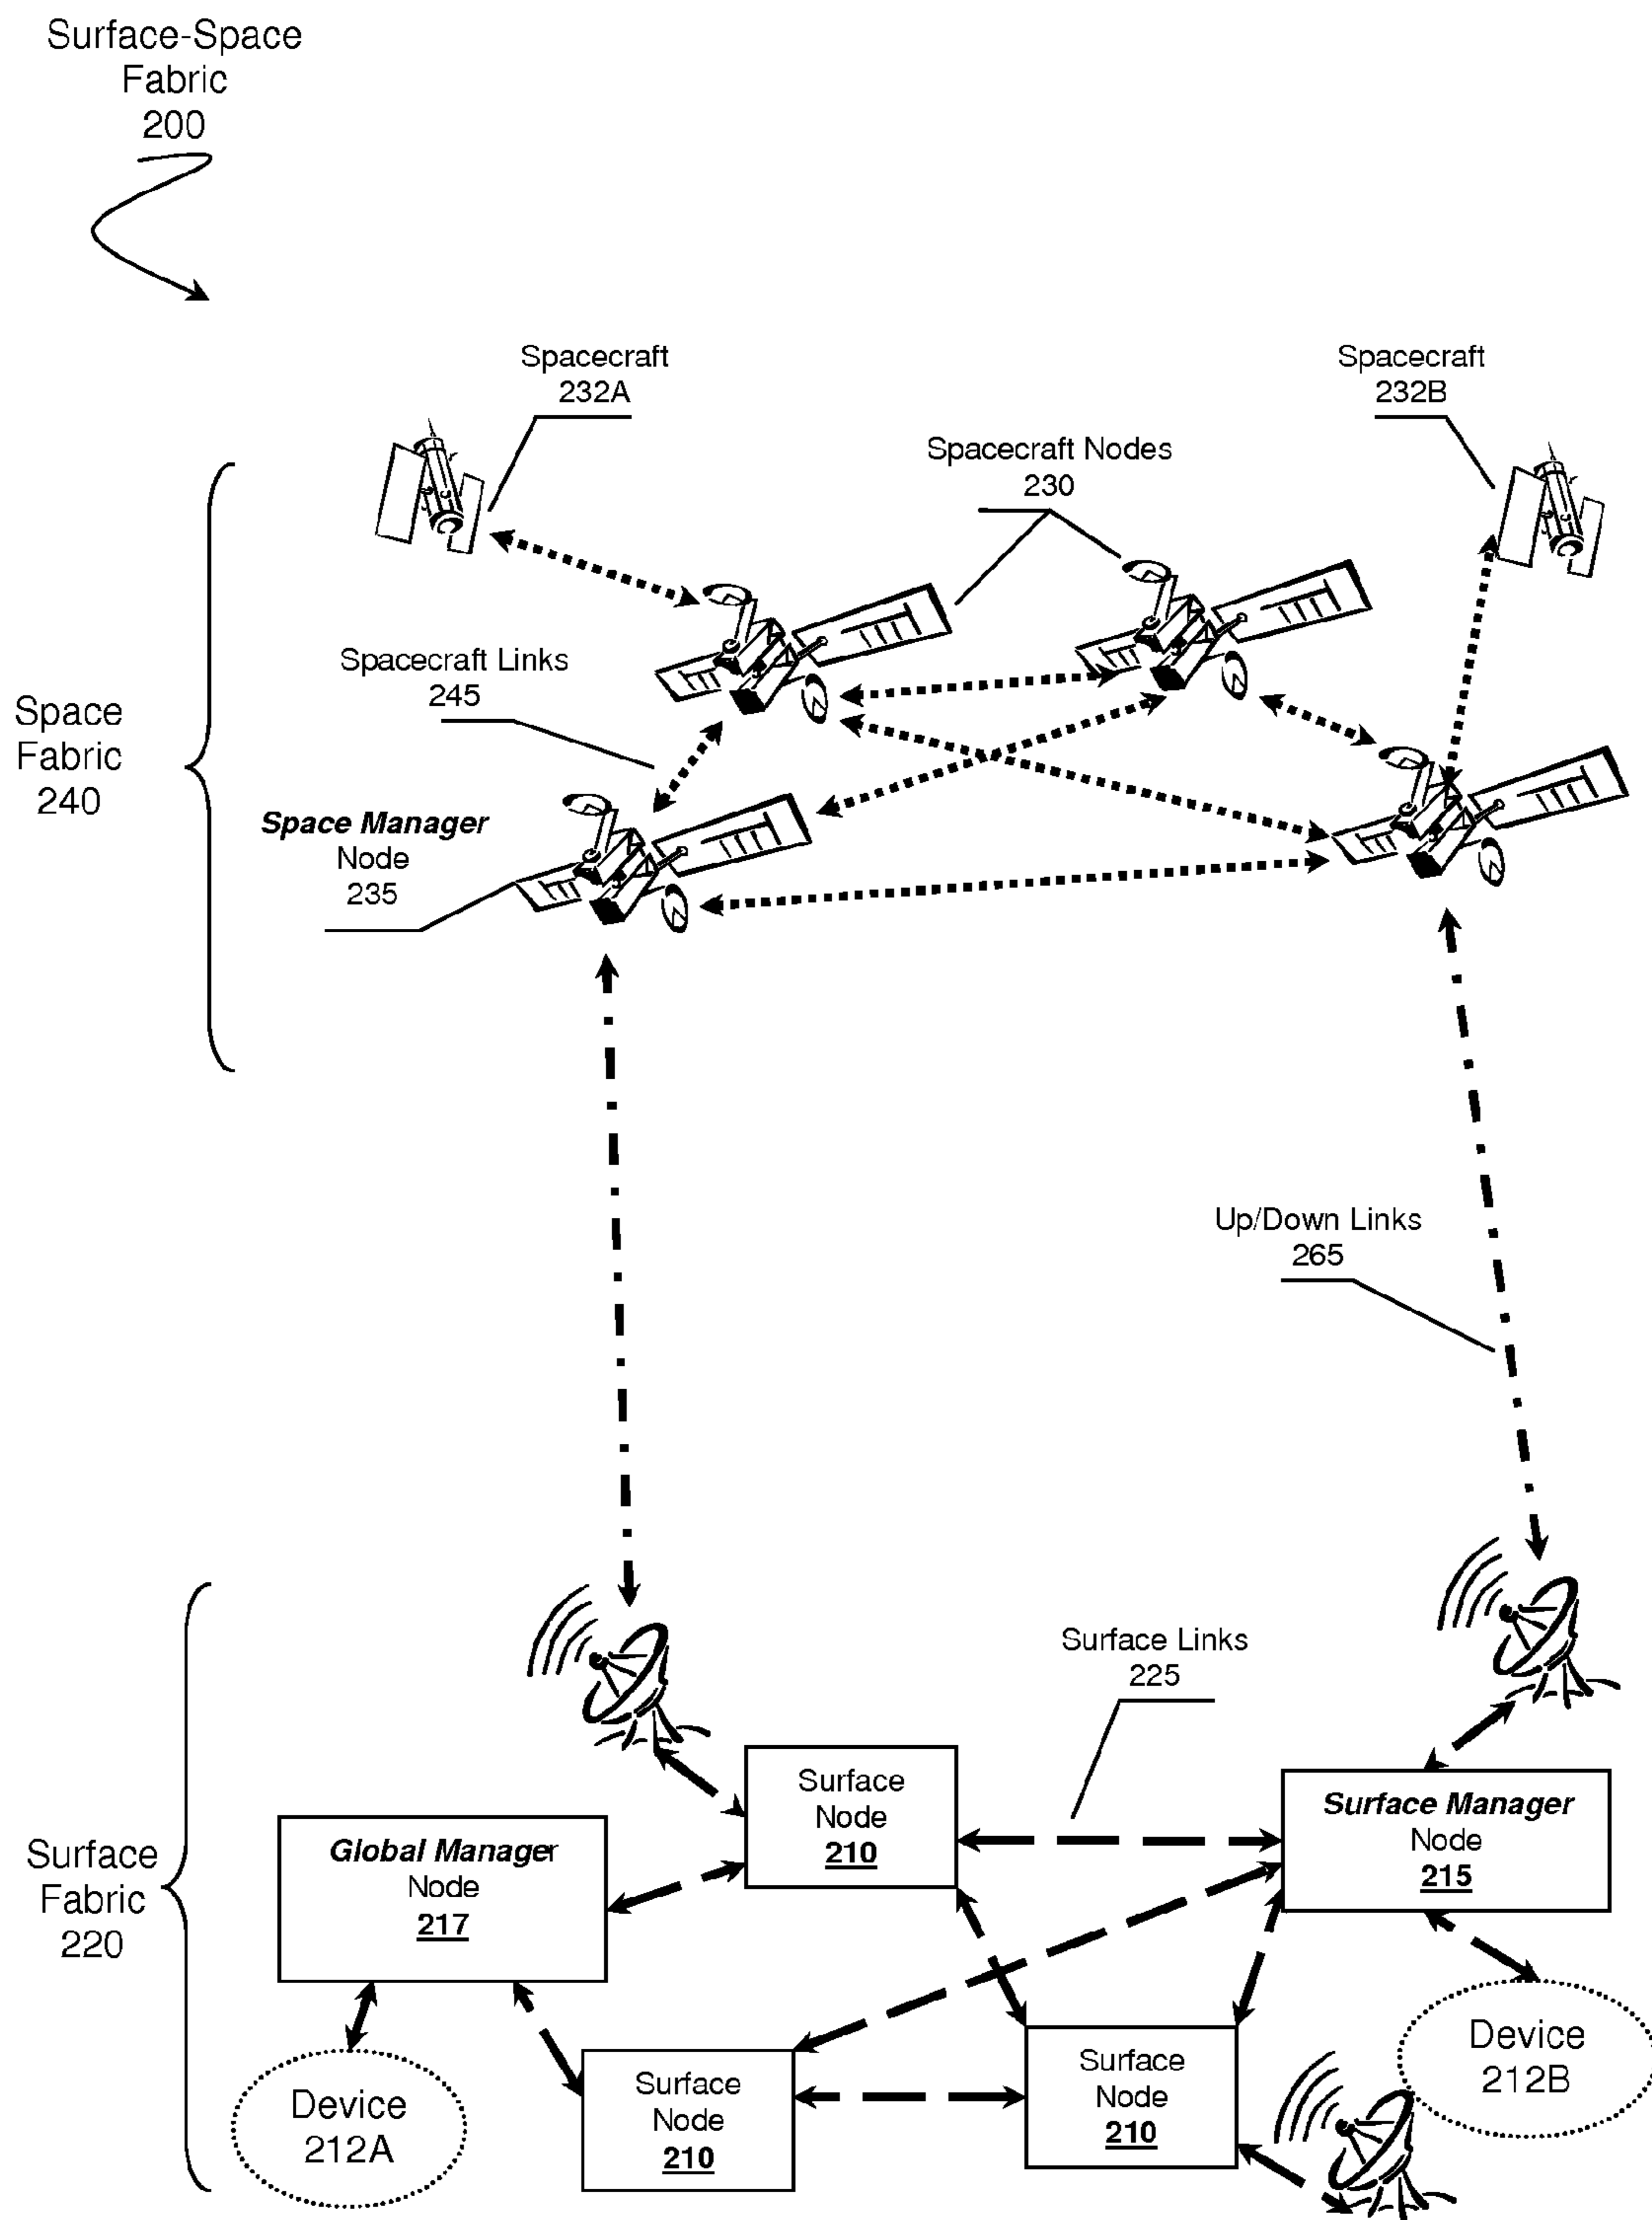 Surface-Space
Fabric
200
Spacecraft
232A
Spacecraft
232B
Spacecraft Nodes
230
Spacecraft Links
245
Space
Fabric
240
Space Manager
Node
235
Up/Down Links
265
Surface Links
225
Surface
Node
210
Surface Manager
Node
215
Global Manager
Node
217
Surface
Fabric
220
Device
212A
Surface
Node
210
Surface
Node
210
Device
212B